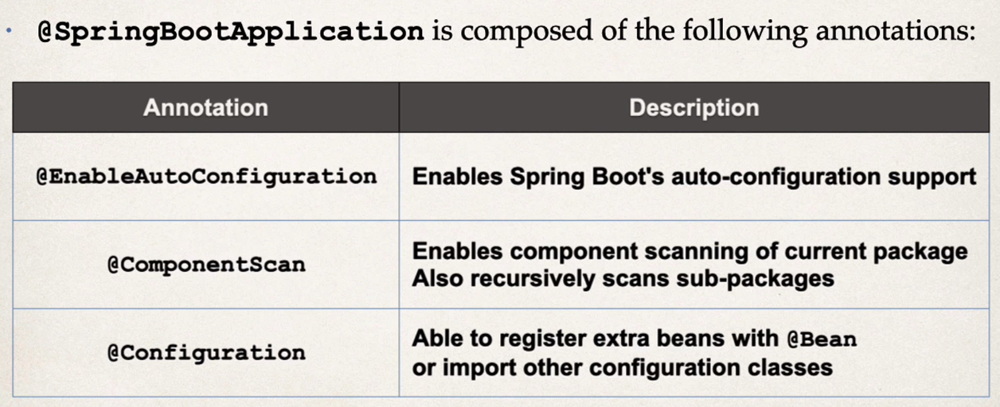 • @SpringBootApplication is composed of the following annotations:
Annotation
Description
@EnableAutoConfiguration
Enables Spring Boot's auto-configuration support
@ComponentScan
Enables component scanning of current package
Also recursively scans sub-packages
@Configuration
Able to register extra beans with @Bean
or import other configuration classes